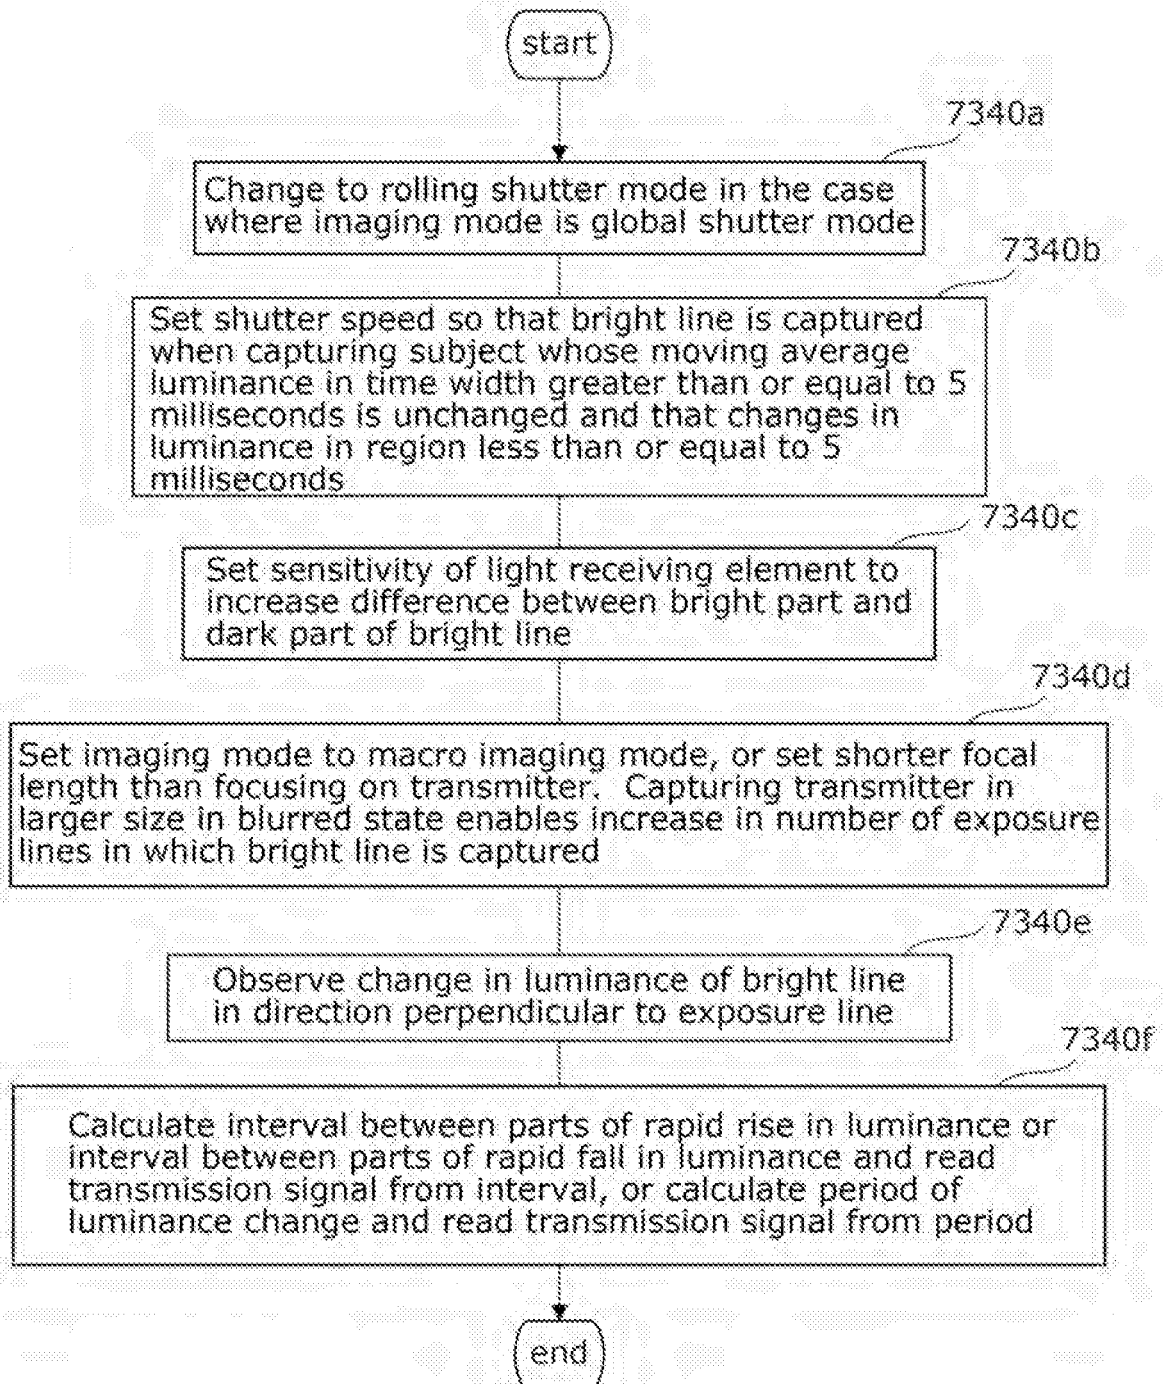 start
7340a
Change to rolling shutter mode in the case
where imaging mode is global shutter mode
7340b
Set shutter speed so that bright line is captured
when capturing subject whose moving average
luminance in time width greater than or equal to 5
milliseconds is unchanged and that changes in
luminance in region less than or equal to 5
milliseconds
7340c
Set sensitivity of light receiving element to
increase difference between bright part and
dark part of bright line
7340d
Set imaging mode to macro imaging mode, or set shorter focal
length than focusing on transmitter.  Capturing transmitter in
larger size in blurred state enables increase in number of exposure
lines in which bright line is captured
7340e
Observe change in luminance of bright line
in direction perpendicular to exposure line
7340f
Calculate interval between parts of rapid rise in luminance or
interval between parts of rapid fall in luminance and read
transmission signal from interval, or calculate period of
luminance change and read transmission signal from period
end